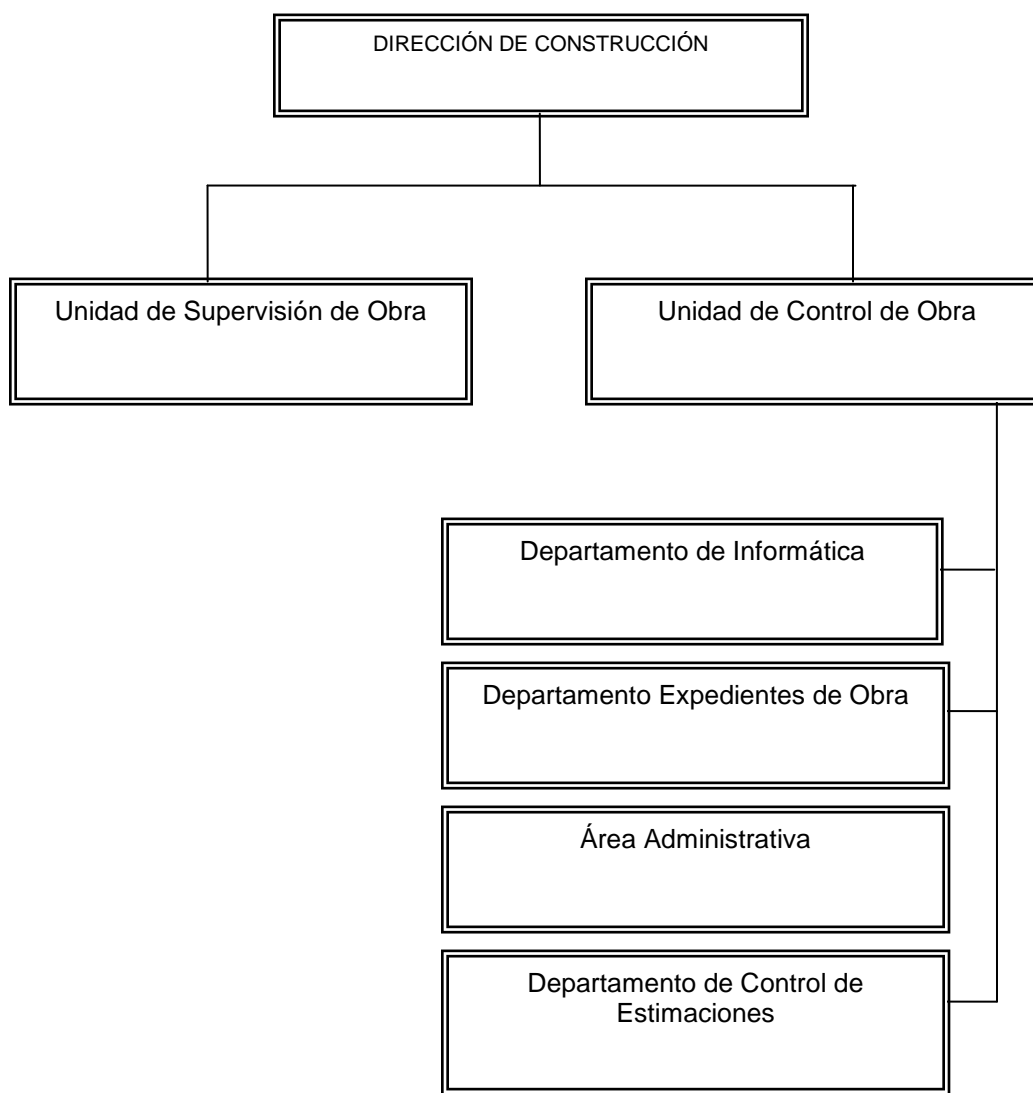 DIRECCIÓN DE CONSTRUCCIÓN
Unidad de Supervisión de Obra
Unidad de Control de Obra
Departamento de Informática
Departamento Expedientes de Obra
Área Administrativa
Departamento de Control de
Estimaciones